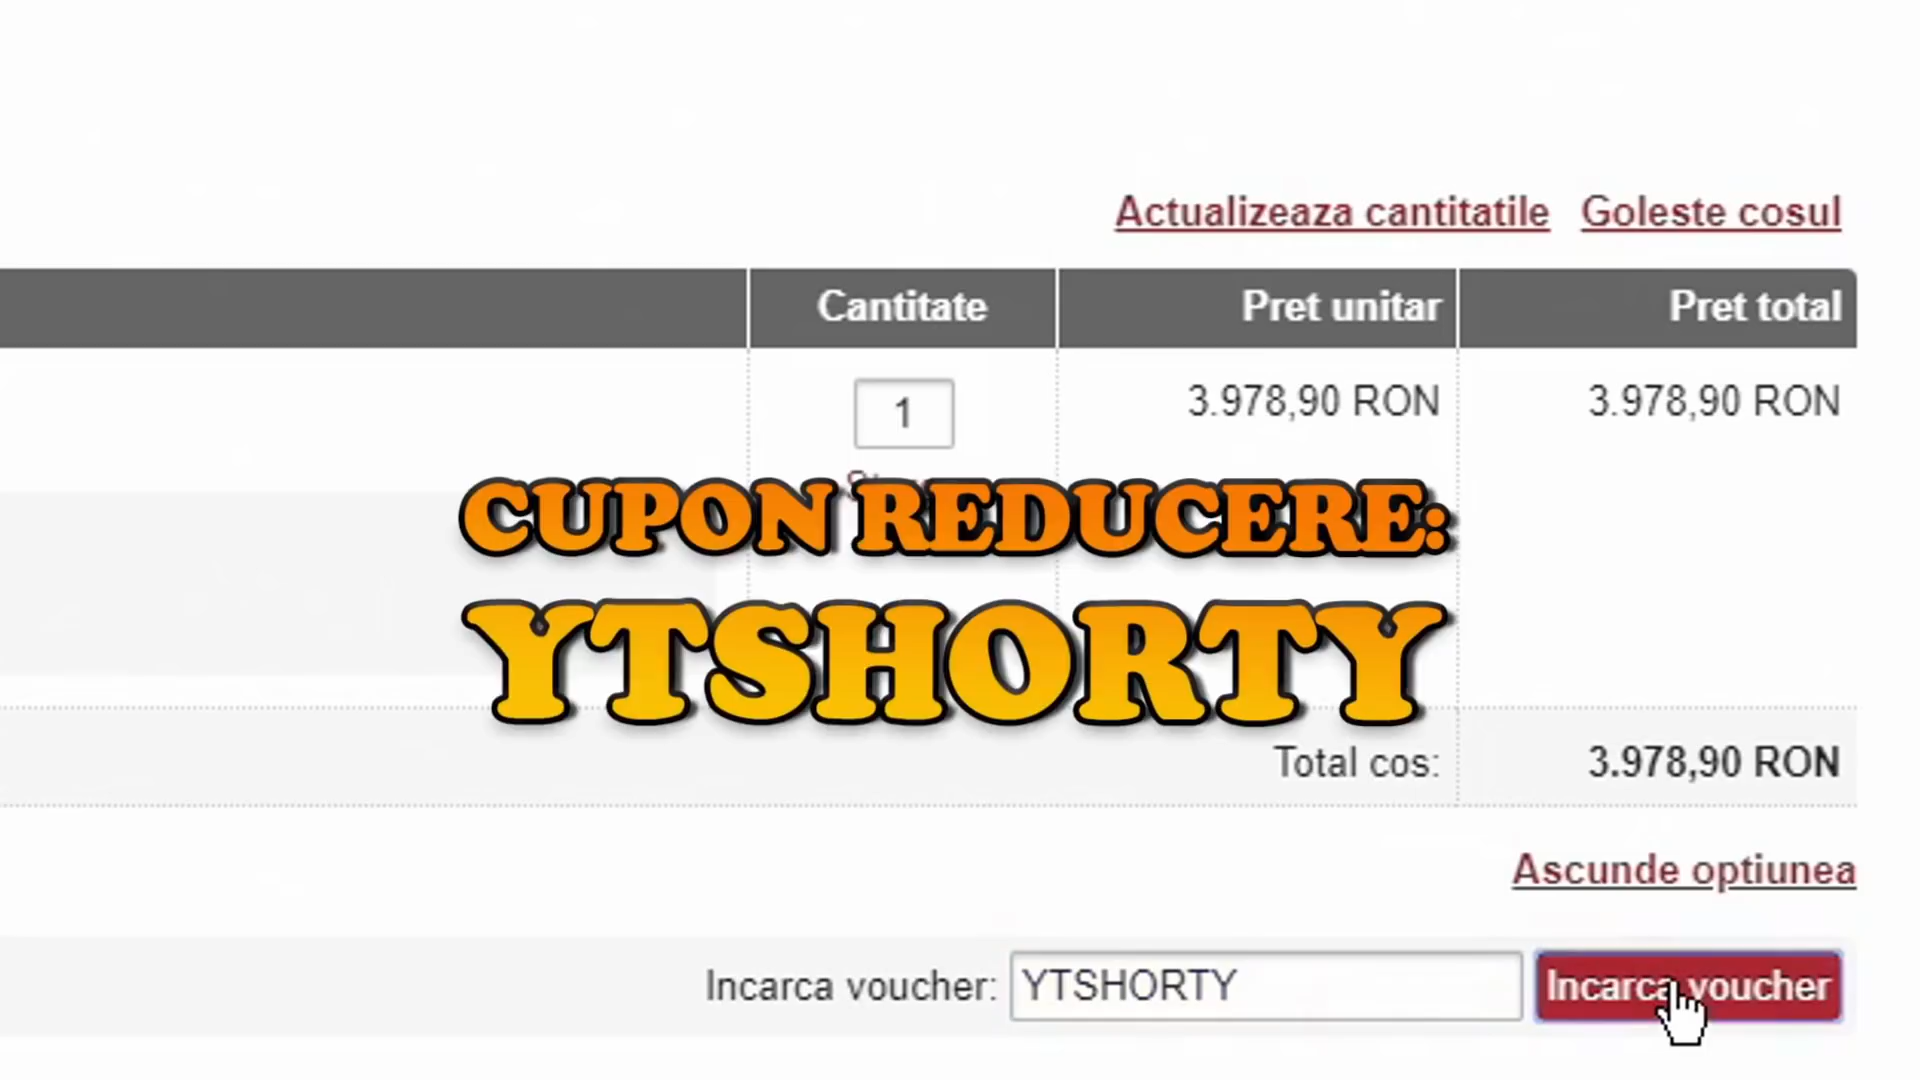 Actualizeaza cantitatile Goleste cosul
Cantitate Pret unitar Pret total
1 3.978,90 RON 3.978,90 RON
CUPON REDUCERE:
YTSHORTY
Total cos: 3.978,90 RON
Ascunde optiunea
Incarca voucher: YTSHORTY Incarca voucher